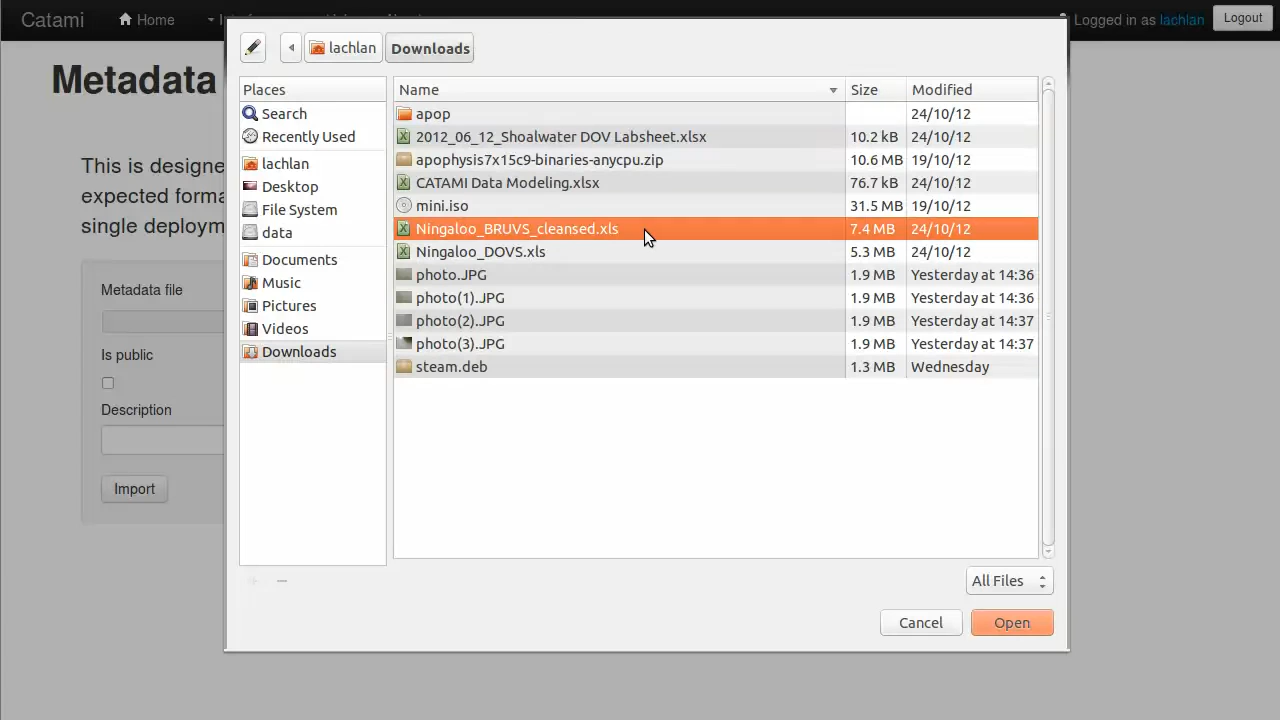 Catami
Home
Logged in as lachlan
Logout
Metadata
This is designe
expected forma
single deploym
Metadata file
Is public
Description
Import
lachlan
Downloads
Places
Search
Recently Used
lachlan
Desktop
File System
data
Documents
Music
Pictures
Videos
Downloads
Name Size Modified
apop 24/10/12
2012_06_12_Shoalwater DOV Labsheet.xlsx 10.2 kB 24/10/12
apophysis7x15c9-binaries-anycpu.zip 10.6 MB 19/10/12
CATAMI Data Modeling.xlsx 76.7 kB 24/10/12
mini.iso 31.5 MB 19/10/12
Ningaloo_BRUVS_cleansed.xls 7.4 MB 24/10/12
Ningaloo_DOVS.xls 5.3 MB 24/10/12
photo.JPG 1.9 MB Yesterday at 14:36
photo(1).JPG 1.9 MB Yesterday at 14:36
photo(2).JPG 1.9 MB Yesterday at 14:37
photo(3).JPG 1.9 MB Yesterday at 14:37
steam.deb 1.3 MB Wednesday
All Files
Cancel
Open